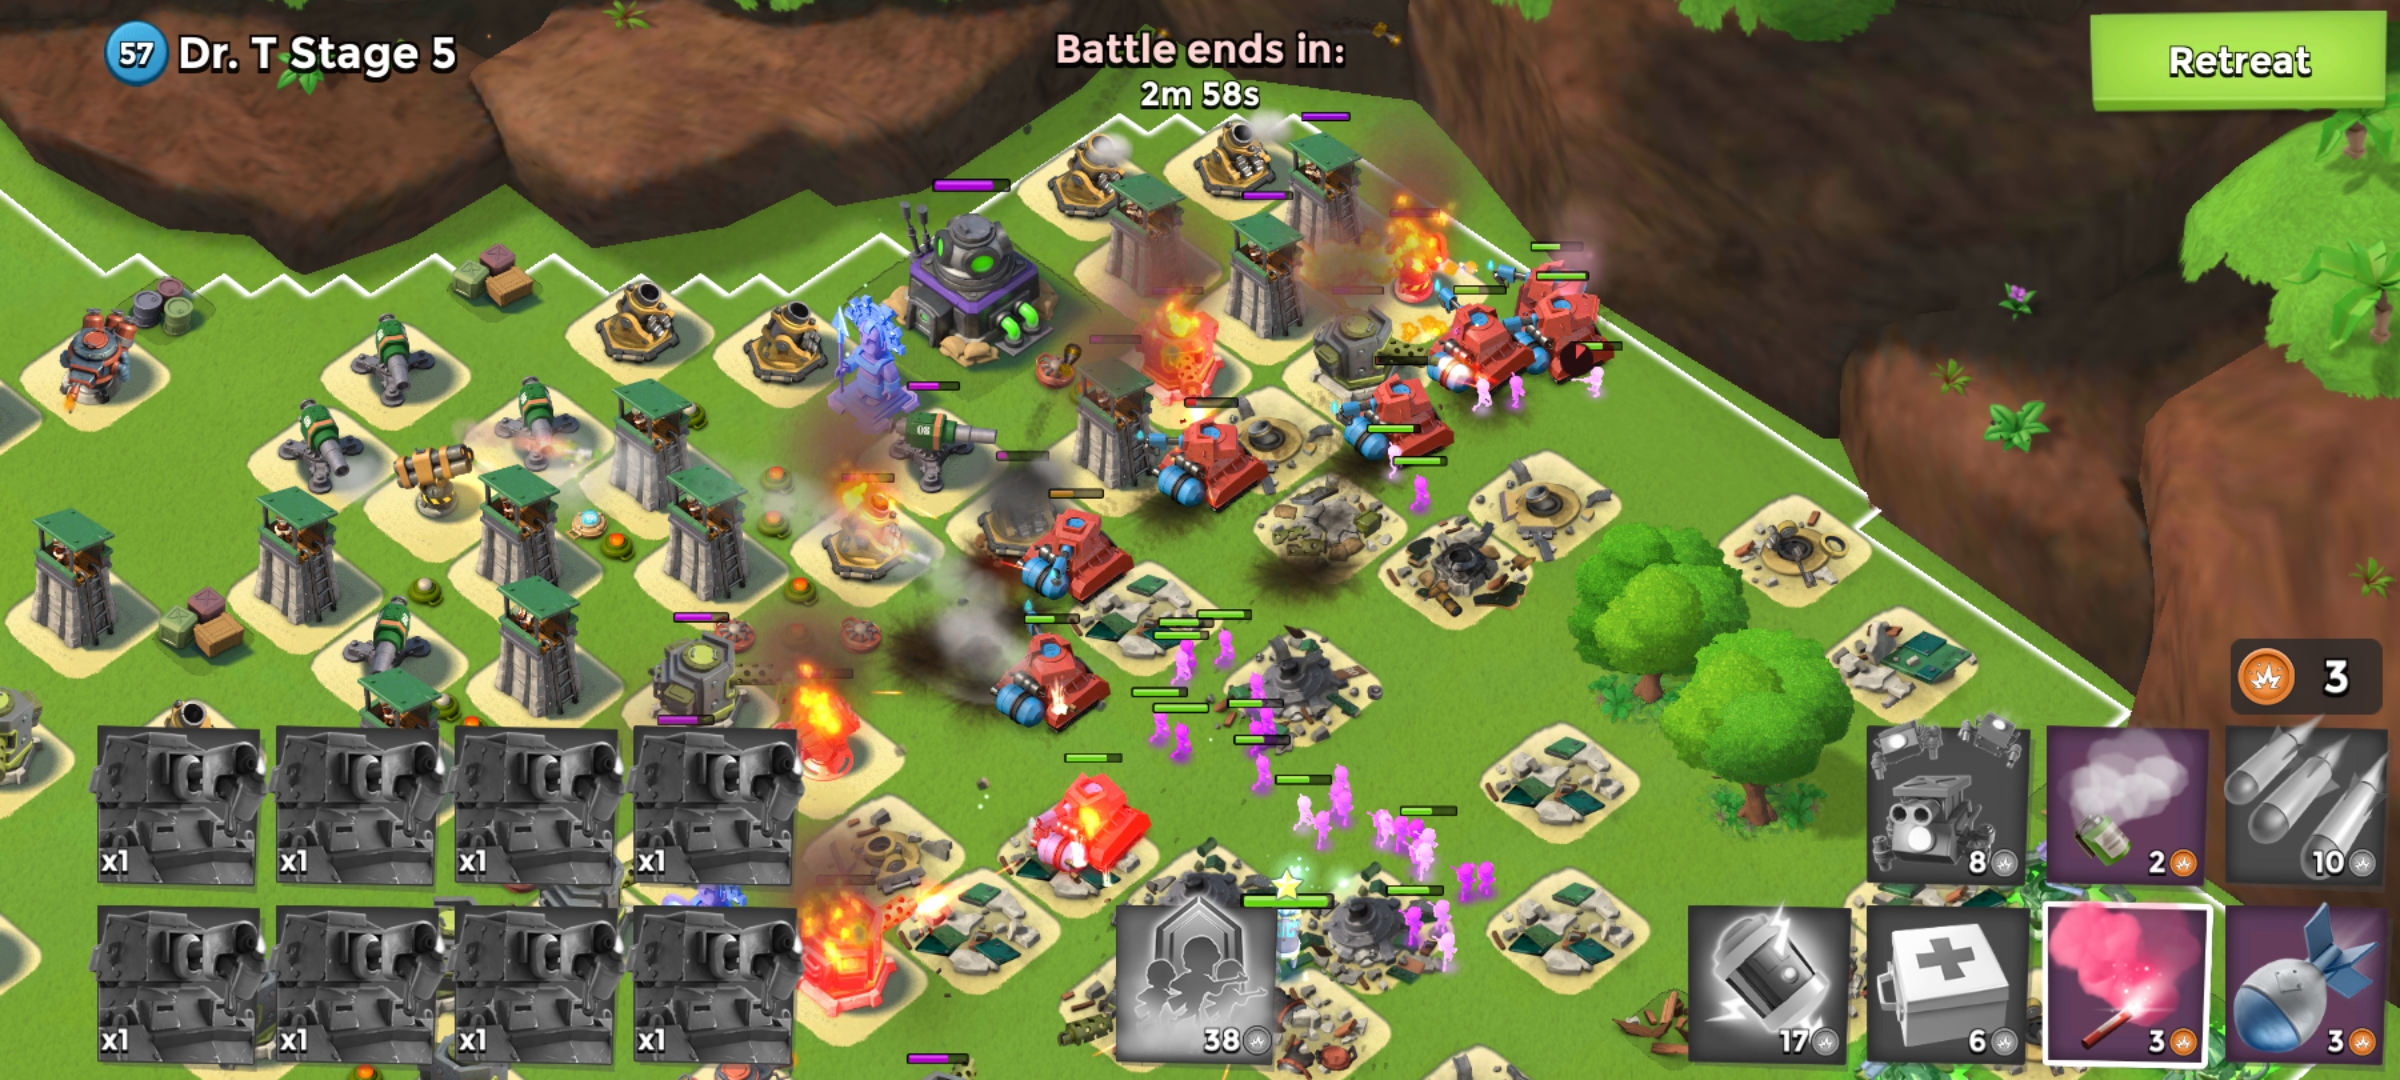 57 Dr. T Stage 5
Battle ends in:
2m 58s
Retreat
08
3
x1 x1 x1 x1
8 2 10
x1 x1 x1 x1
38 17 6 3 3